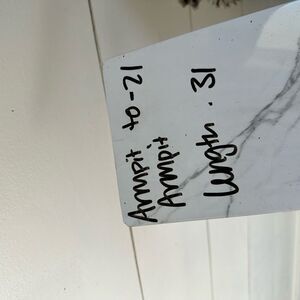 Armpit to - 21
Armpit
Length . 31